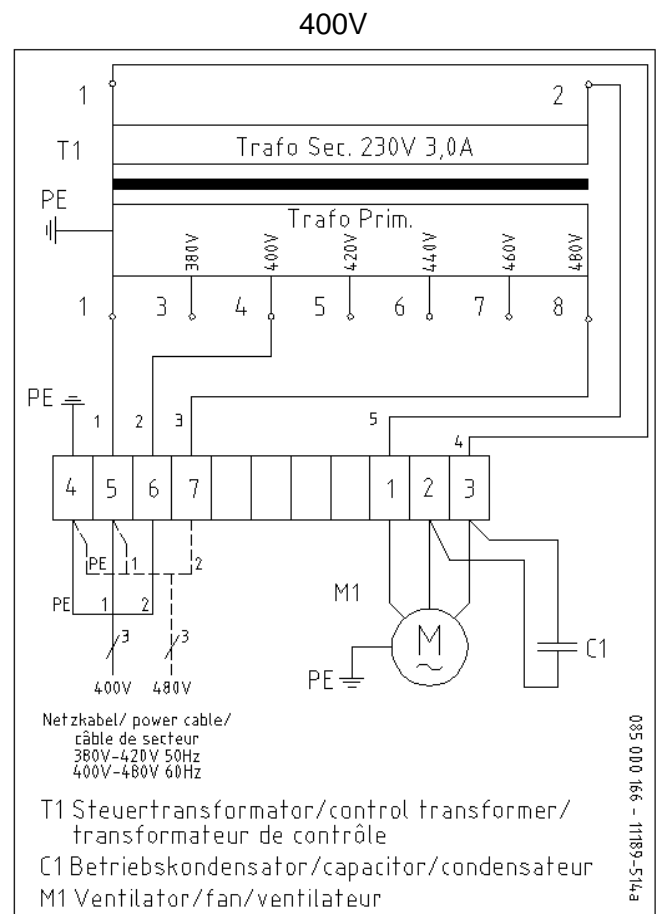 400V
1
2
T1
Trafo Sec. 230V 3,0A
PE
Trafo Prim.
380V
400V
420V
440V
460V
480V
1
3
4
5
6
7
8
PE
1
2
3
5
4
4
5
6
7
1
2
3
PE
1
2
PE
1
2
M1
M
C1
3
3
PE
400V
480V
Netzkabel/ power cable/
câble de secteur
380V-420V 50Hz
400V-480V 60Hz
T1 Steuertransformator/control transformer/
transformateur de contrôle
C1 Betriebskondensator/capacitor/condensateur
M1 Ventilator/fan/ventilateur
085 000 166 - 11189-514a